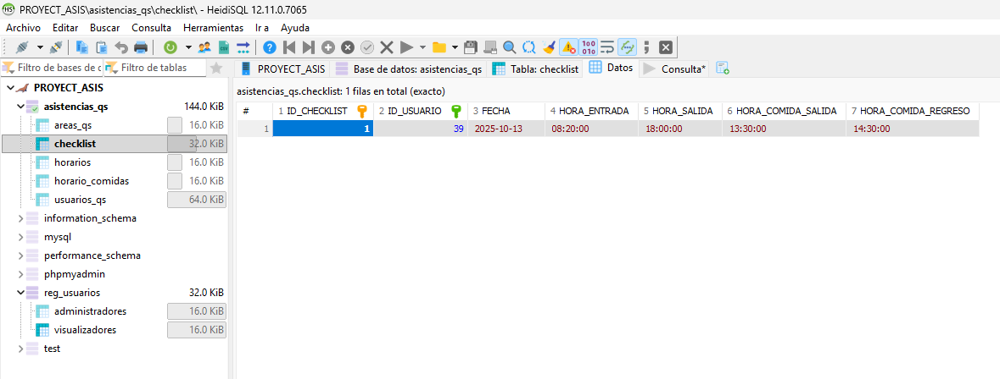 PROYECT_ASIS\asistencias_qs\checklist\ - HeidiSQL 12.11.0.7065
Archivo Editar Buscar Consulta Herramientas Ir a Ayuda
Filtro de bases de d Filtro de tablas
PROYECT_ASIS Base de datos: asistencias_qs Tabla: checklist Datos Consulta*
PROYECT_ASIS
asistencias_qs 144.0 KiB
areas_qs 16.0 KiB
checklist 32.0 KiB
horarios 16.0 KiB
horario_comidas 16.0 KiB
usuarios_qs 64.0 KiB
information_schema
mysql
performance_schema
phpmyadmin
reg_usuarios 32.0 KiB
administradores 16.0 KiB
visualizadores 16.0 KiB
test
asistencias_qs.checklist: 1 filas en total (exacto)
# 1 ID_CHECKLIST 2 ID_USUARIO 3 FECHA 4 HORA_ENTRADA 5 HORA_SALIDA 6 HORA_COMIDA_SALIDA 7 HORA_COMIDA_REGRESO
1 1 39 2025-10-13 08:20:00 18:00:00 13:30:00 14:30:00